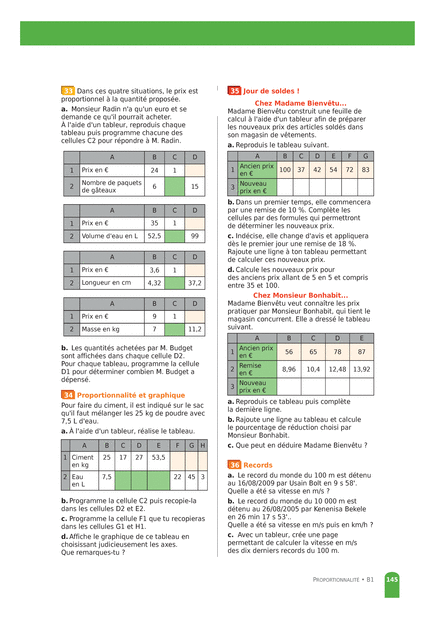 33 Dans ces quatre situations, le prix est
proportionnel à la quantité proposée.
a. Monsieur Radin n'a qu'un euro et se
demande ce qu'il pourrait acheter.
À l'aide d'un tableur, reproduis chaque
tableau puis programme chacune des
cellules C2 pour répondre à M. Radin.
A B C D
1 Prix en € 24 1
2 Nombre de paquets
de gâteaux 6 15
A B C D
1 Prix en € 35 1
2 Volume d'eau en L 52,5 99
A B C D
1 Prix en € 3,6 1
2 Longueur en cm 4,32 37,2
A B C D
1 Prix en € 9 1
2 Masse en kg 7 11,2
b. Les quantités achetées par M. Budget
sont affichées dans chaque cellule D2.
Pour chaque tableau, programme la cellule
D1 pour déterminer combien M. Budget a
dépensé.
34 Proportionnalité et graphique
Pour faire du ciment, il est indiqué sur le sac
qu'il faut mélanger les 25 kg de poudre avec
7,5 L d'eau.
a. À l'aide d'un tableur, réalise le tableau.
A B C D E F G H
1 Ciment
en kg 25 17 27 53,5
2 Eau
en L 7,5 22 45 3
b. Programme la cellule C2 puis recopie-la
dans les cellules D2 et E2.
c. Programme la cellule F1 que tu recopieras
dans les cellules G1 et H1.
d. Affiche le graphique de ce tableau en
choisissant judicieusement les axes.
Que remarques-tu ?
35 Jour de soldes !
Chez Madame Bienvêtu...
Madame Bienvêtu construit une feuille de
calcul à l'aide d'un tableur afin de préparer
les nouveaux prix des articles soldés dans
son magasin de vêtements.
a. Reproduis le tableau suivant.
A B C D E F G
1 Ancien prix
en € 100 37 42 54 72 83
3 Nouveau
prix en €
b. Dans un premier temps, elle commencera
par une remise de 10 %. Complète les
cellules par des formules qui permettront
de déterminer les nouveaux prix.
c. Indécise, elle change d'avis et appliquera
dès le premier jour une remise de 18 %.
Rajoute une ligne à ton tableau permettant
de calculer ces nouveaux prix.
d. Calcule les nouveaux prix pour
des anciens prix allant de 5 en 5 et compris
entre 35 et 100.
Chez Monsieur Bonhabit...
Madame Bienvêtu veut connaître les prix
pratiquer par Monsieur Bonhabit, qui tient le
magasin concurrent. Elle a dressé le tableau
suivant.
A B C D E
1 Ancien prix
en € 56 65 78 87
2 Remise
en € 8,96 10,4 12,48 13,92
3 Nouveau
prix en €
a. Reproduis ce tableau puis complète
la dernière ligne.
b. Rajoute une ligne au tableau et calcule
le pourcentage de réduction choisi par
Monsieur Bonhabit.
c. Que peut en déduire Madame Bienvêtu ?
36 Records
a. Le record du monde du 100 m est détenu
au 16/08/2009 par Usain Bolt en 9 s 58'.
Quelle a été sa vitesse en m/s ?
b. Le record du monde du 10 000 m est
détenu au 26/08/2005 par Kenenisa Bekele
en 26 min 17 s 53'..
Quelle a été sa vitesse en m/s puis en km/h ?
c. Avec un tableur, crée une page
permettant de calculer la vitesse en m/s
des dix derniers records du 100 m.
PROPORTIONNALITÉ • B1 145